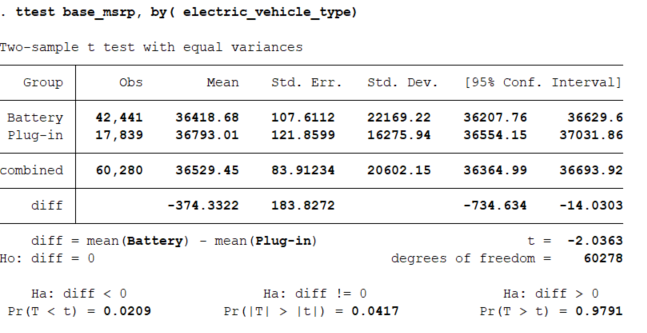 . ttest base_msrp, by( electric_vehicle_type)
Two-sample t test with equal variances
Group Obs Mean Std. Err. Std. Dev. [95% Conf. Interval]
Battery 42,441 36418.68 107.6112 22169.22 36207.76 36629.6
Plug-in 17,839 36793.01 121.8599 16275.94 36554.15 37031.86
combined 60,280 36529.45 83.91234 20602.15 36364.99 36693.92
diff -374.3322 183.8272 -734.634 -14.0303
diff = mean(Battery) - mean(Plug-in) t = -2.0363
Ho: diff = 0 degrees of freedom = 60278
Ha: diff < 0 Ha: diff != 0 Ha: diff > 0
Pr(T < t) = 0.0209 Pr(|T| > |t|) = 0.0417 Pr(T > t) = 0.9791